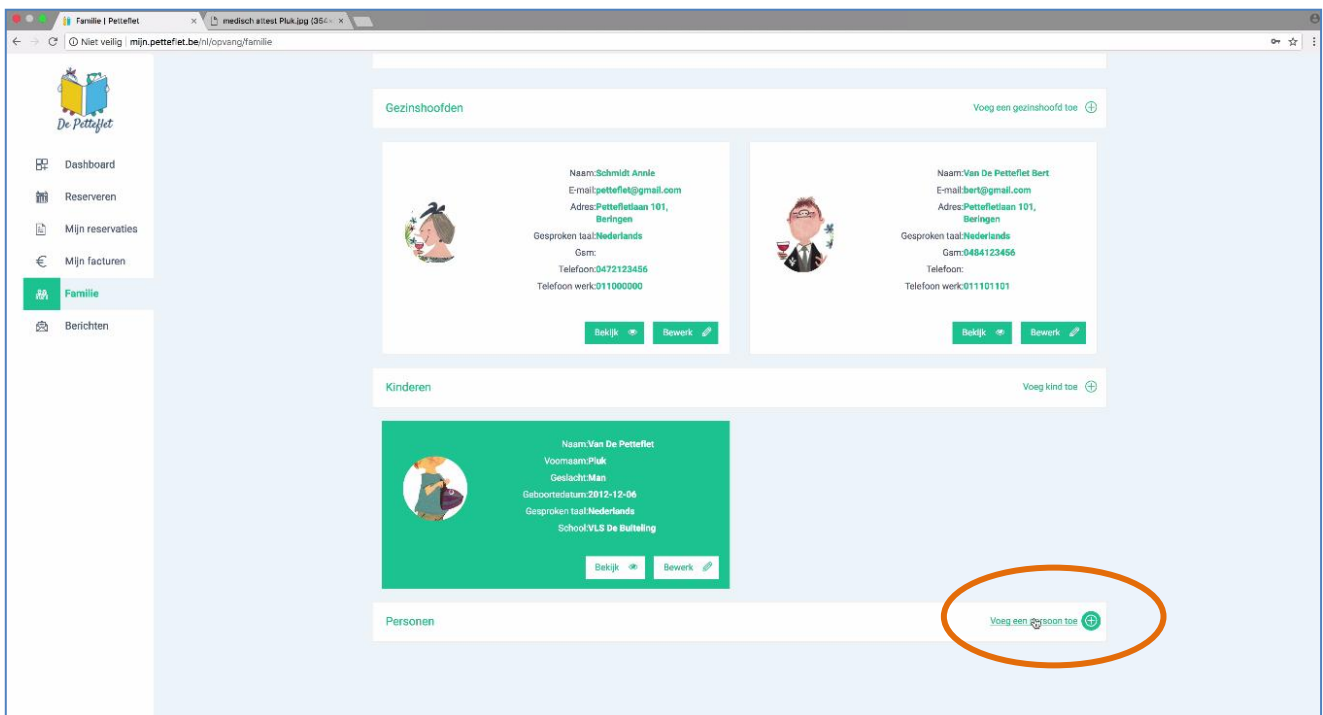 Familie | Petteflet
medisch attest Pluk.jpg (364×
Niet veilig | mijn.petteflet.be/nl/opvang/familie
De Petteflet
Dashboard
Reserveren
Mijn reservaties
Mijn facturen
Familie
Berichten
Gezinshoofden
Voeg een gezinshoofd toe
Naam:Schmidt Annie
E-mail:petteflet@gmail.com
Adres:Pettefletlaan 101,
Beringen
Gesproken taal:Nederlands
Gsm:
Telefoon:0472123456
Telefoon werk:011000000
Bekijk
Bewerk
Naam:Van De Petteflet Bert
E-mail:bert@gmail.com
Adres:Pettefletlaan 101,
Beringen
Gesproken taal:Nederlands
Gsm:0484123456
Telefoon:
Telefoon werk:011101101
Bekijk
Bewerk
Kinderen
Voeg kind toe
Naam:Van De Petteflet
Voornaam:Pluk
Geslacht:Man
Geboortedatum:2012-12-06
Gesproken taal:Nederlands
School:VLS De Buiteling
Bekijk
Bewerk
Personen
Voeg een persoon toe